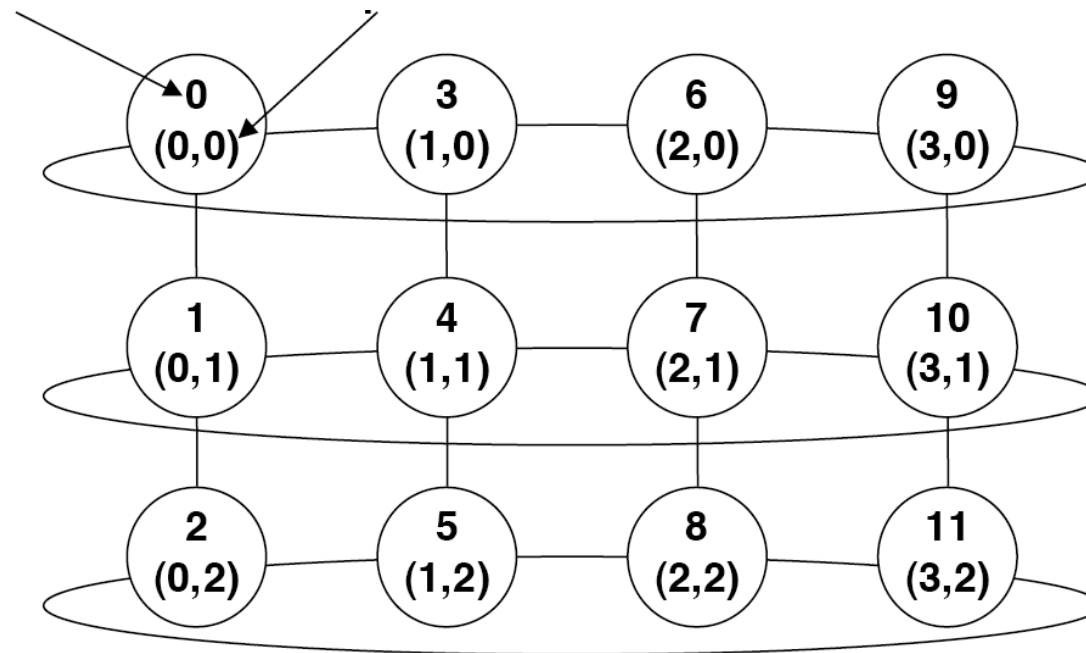 0 3 6 9
(0,0) (1,0) (2,0) (3,0)
1 4 7 10
(0,1) (1,1) (2,1) (3,1)
2 5 8 11
(0,2) (1,2) (2,2) (3,2)